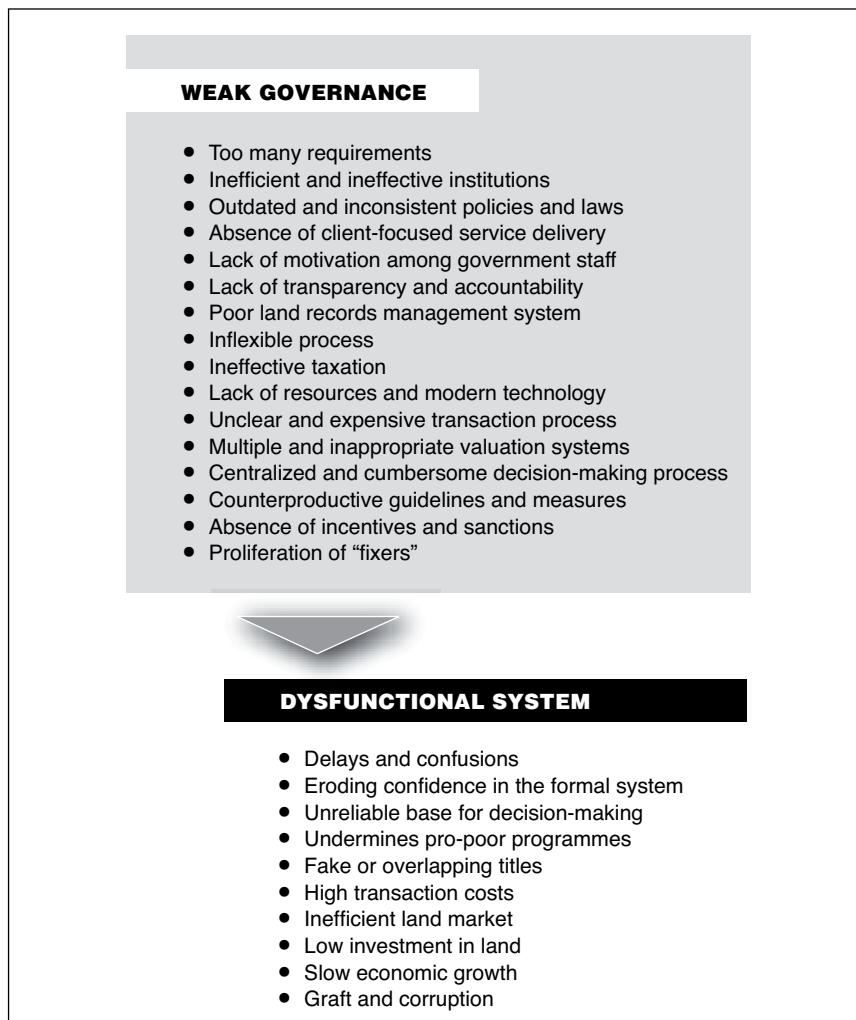 WEAK GOVERNANCE
● Too many requirements
● Inefficient and ineffective institutions
● Outdated and inconsistent policies and laws
● Absence of client-focused service delivery
● Lack of motivation among government staff
● Lack of transparency and accountability
● Poor land records management system
● Inflexible process
● Ineffective taxation
● Lack of resources and modern technology
● Unclear and expensive transaction process
● Multiple and inappropriate valuation systems
● Centralized and cumbersome decision-making process
● Counterproductive guidelines and measures
● Absence of incentives and sanctions
● Proliferation of “fixers”
DYSFUNCTIONAL SYSTEM
● Delays and confusions
● Eroding confidence in the formal system
● Unreliable base for decision-making
● Undermines pro-poor programmes
● Fake or overlapping titles
● High transaction costs
● Inefficient land market
● Low investment in land
● Slow economic growth
● Graft and corruption